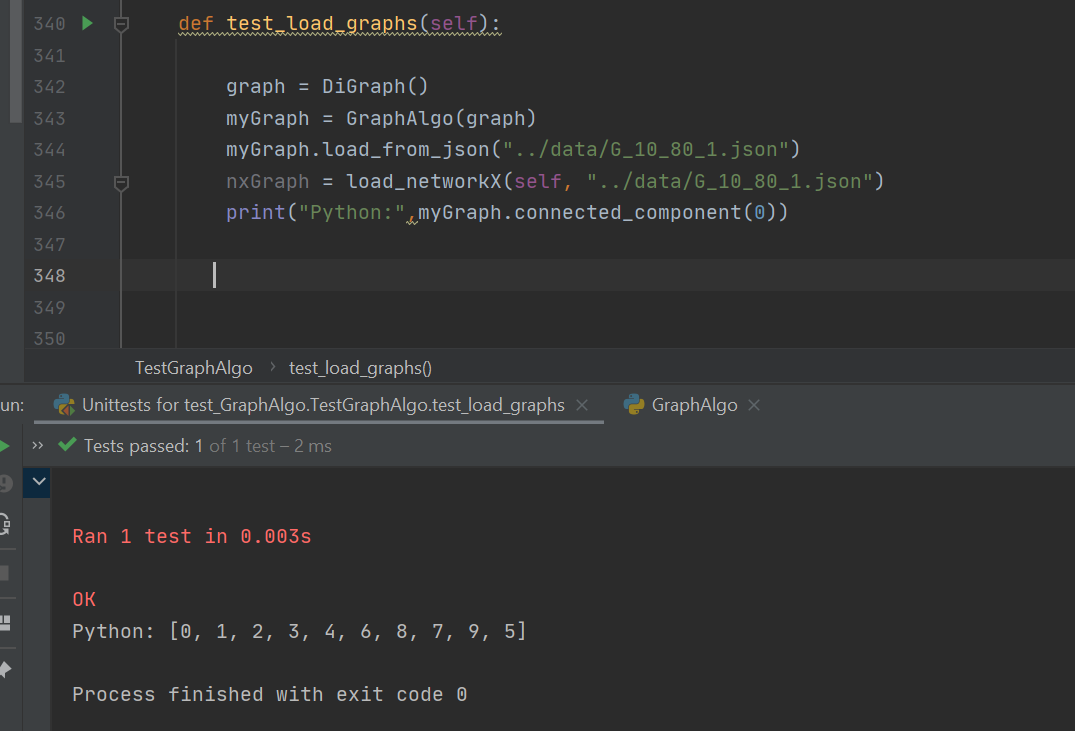 340 def test_load_graphs(self):
341
342 graph = DiGraph()
343 myGraph = GraphAlgo(graph)
344 myGraph.load_from_json("../data/G_10_80_1.json")
345 nxGraph = load_networkX(self, "../data/G_10_80_1.json")
346 print("Python:",myGraph.connected_component(0))
347
348
349
350
TestGraphAlgo › test_load_graphs()
un: Unittests for test_GraphAlgo.TestGraphAlgo.test_load_graphs × GraphAlgo ×
» Tests passed: 1 of 1 test – 2 ms
Ran 1 test in 0.003s
OK
Python: [0, 1, 2, 3, 4, 6, 8, 7, 9, 5]
Process finished with exit code 0